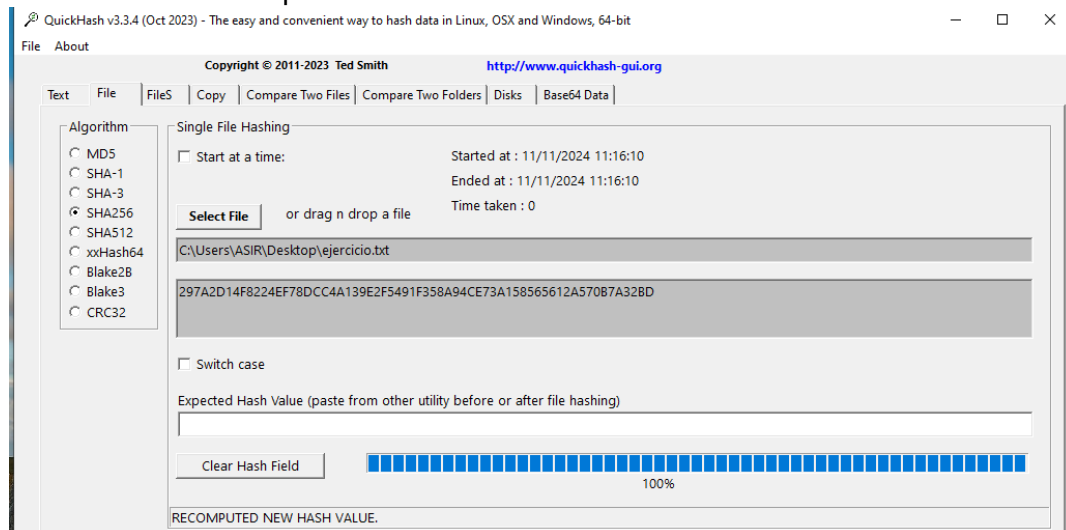 QuickHash v3.3.4 (Oct 2023) - The easy and convenient way to hash data in Linux, OSX and Windows, 64-bit
File About
Copyright © 2011-2023 Ted Smith http://www.quickhash-gui.org
Text File FileS Copy Compare Two Files Compare Two Folders Disks Base64 Data
Algorithm
MD5
SHA-1
SHA-3
SHA256
SHA512
xxHash64
Blake2B
Blake3
CRC32
Single File Hashing
Start at a time: Started at : 11/11/2024 11:16:10
Ended at : 11/11/2024 11:16:10
Time taken : 0
Select File or drag n drop a file
C:\Users\ASIR\Desktop\ejercicio.txt
297A2D14F8224EF78DCC4A139E2F5491F358A94CE73A158565612A570B7A32BD
Switch case
Expected Hash Value (paste from other utility before or after file hashing)
Clear Hash Field
100%
RECOMPUTED NEW HASH VALUE.